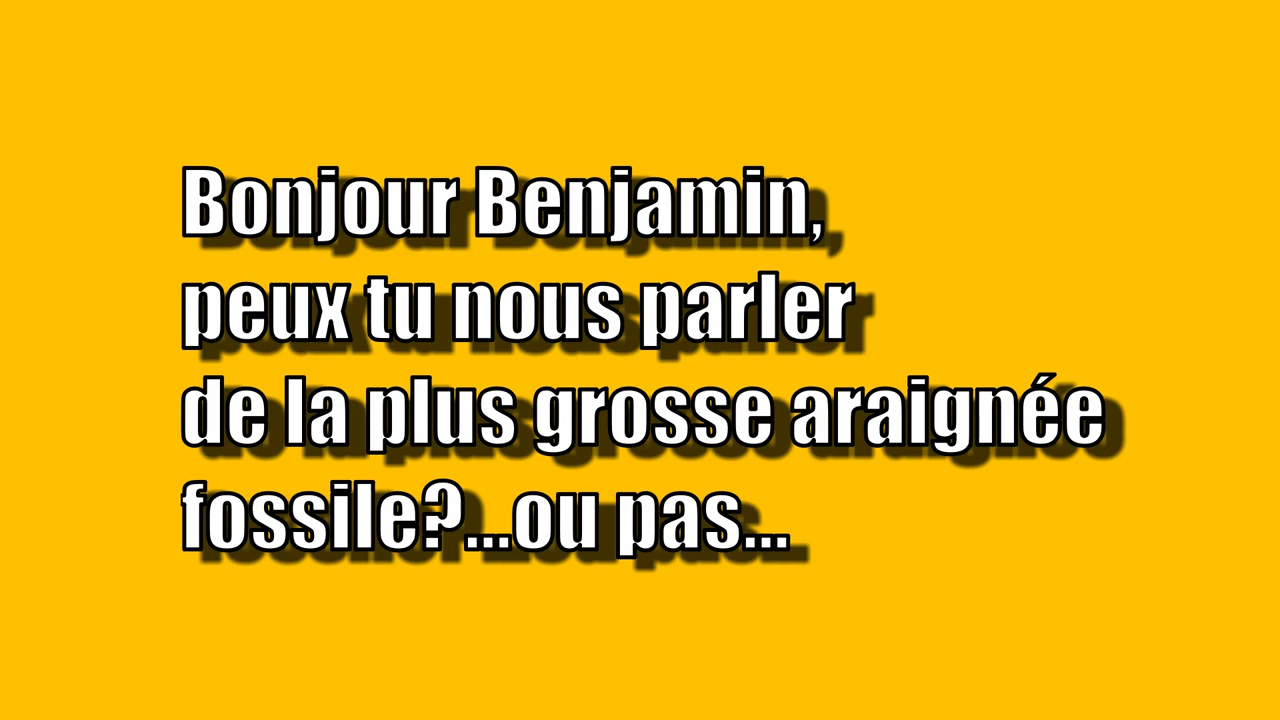 Bonjour Benjamin,
peux tu nous parler
de la plus grosse araignée
fossile?...ou pas...